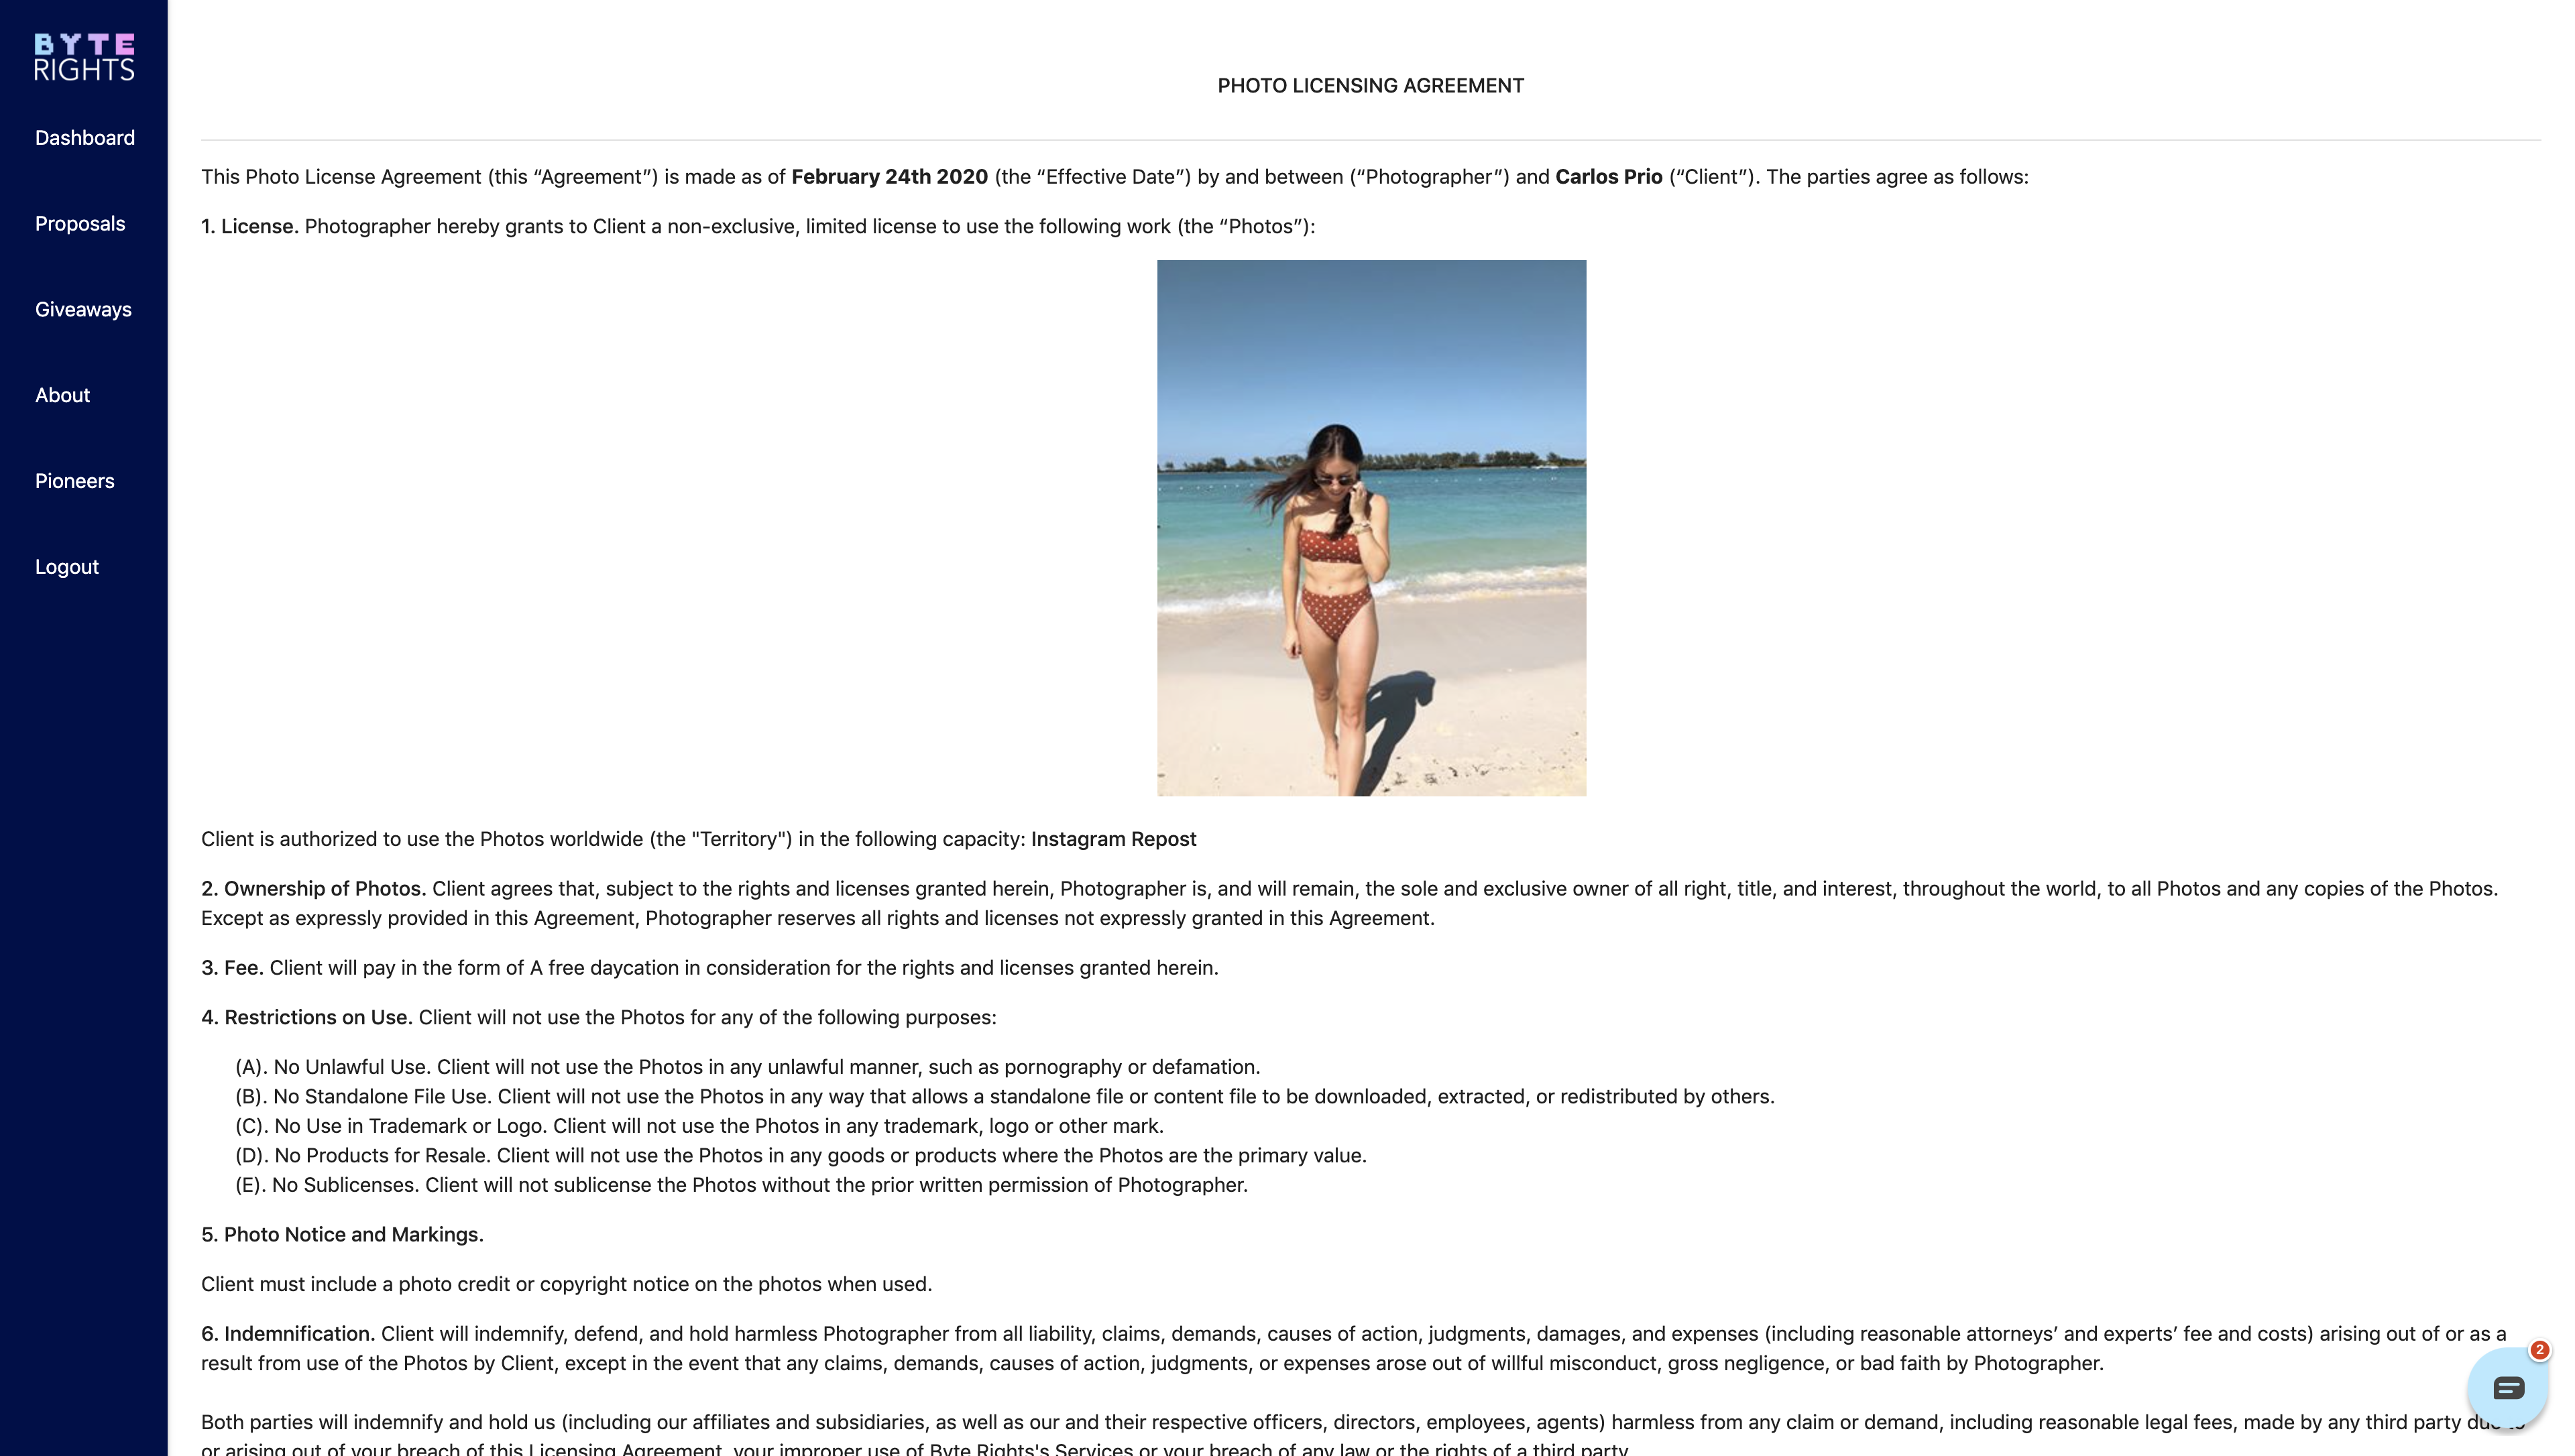 BYTE
RIGHTS
Dashboard
Proposals
Giveaways
About
Pioneers
Logout
PHOTO LICENSING AGREEMENT
This Photo License Agreement (this “Agreement”) is made as of February 24th 2020 (the “Effective Date”) by and between (“Photographer”) and Carlos Prio (“Client”). The parties agree as follows:
1. License. Photographer hereby grants to Client a non-exclusive, limited license to use the following work (the “Photos”):
Client is authorized to use the Photos worldwide (the "Territory") in the following capacity: Instagram Repost
2. Ownership of Photos. Client agrees that, subject to the rights and licenses granted herein, Photographer is, and will remain, the sole and exclusive owner of all right, title, and interest, throughout the world, to all Photos and any copies of the Photos.
Except as expressly provided in this Agreement, Photographer reserves all rights and licenses not expressly granted in this Agreement.
3. Fee. Client will pay in the form of A free daycation in consideration for the rights and licenses granted herein.
4. Restrictions on Use. Client will not use the Photos for any of the following purposes:
(A). No Unlawful Use. Client will not use the Photos in any unlawful manner, such as pornography or defamation.
(B). No Standalone File Use. Client will not use the Photos in any way that allows a standalone file or content file to be downloaded, extracted, or redistributed by others.
(C). No Use in Trademark or Logo. Client will not use the Photos in any trademark, logo or other mark.
(D). No Products for Resale. Client will not use the Photos in any goods or products where the Photos are the primary value.
(E). No Sublicenses. Client will not sublicense the Photos without the prior written permission of Photographer.
5. Photo Notice and Markings.
Client must include a photo credit or copyright notice on the photos when used.
6. Indemnification. Client will indemnify, defend, and hold harmless Photographer from all liability, claims, demands, causes of action, judgments, damages, and expenses (including reasonable attorneys’ and experts’ fee and costs) arising out of or as a
result from use of the Photos by Client, except in the event that any claims, demands, causes of action, judgments, or expenses arose out of willful misconduct, gross negligence, or bad faith by Photographer.
2
Both parties will indemnify and hold us (including our affiliates and subsidiaries, as well as our and their respective officers, directors, employees, agents) harmless from any claim or demand, including reasonable legal fees, made by any third party due to
or arising out of your breach of this Licensing Agreement, your improper use of Byte Rights's Services or your breach of any law or the rights of a third party.